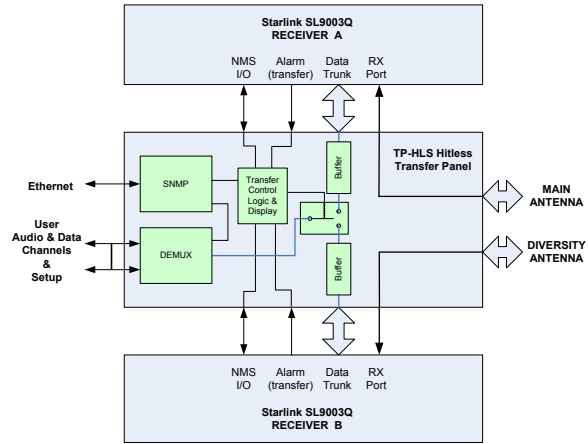 Starlink SL9003Q
RECEIVER A
NMS
I/O
Alarm
(transfer)
Data
Trunk
RX
Port
TP-HLS Hitless
Transfer Panel
Ethernet
SNMP
Transfer
Control
Logic &
Display
Buffer
MAIN
ANTENNA
User
Audio & Data
Channels
&
Setup
DEMUX
Buffer
DIVERSITY
ANTENNA
NMS
I/O
Alarm
(transfer)
Data
Trunk
RX
Port
Starlink SL9003Q
RECEIVER B